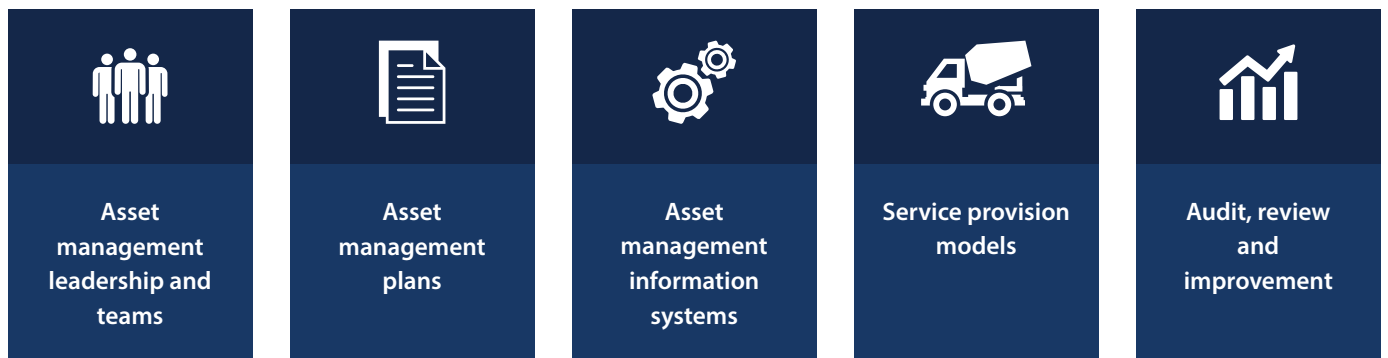 Asset
management
leadership and
teams
Asset
management
plans
Asset
management
information
systems
Service provision
models
Audit, review
and
improvement